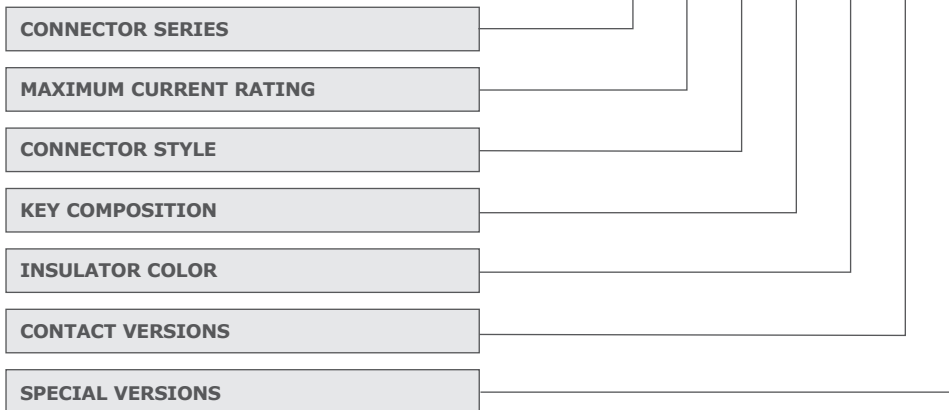 CONNECTOR SERIES
MAXIMUM CURRENT RATING
CONNECTOR STYLE
KEY COMPOSITION
INSULATOR COLOR
CONTACT VERSIONS
SPECIAL VERSIONS